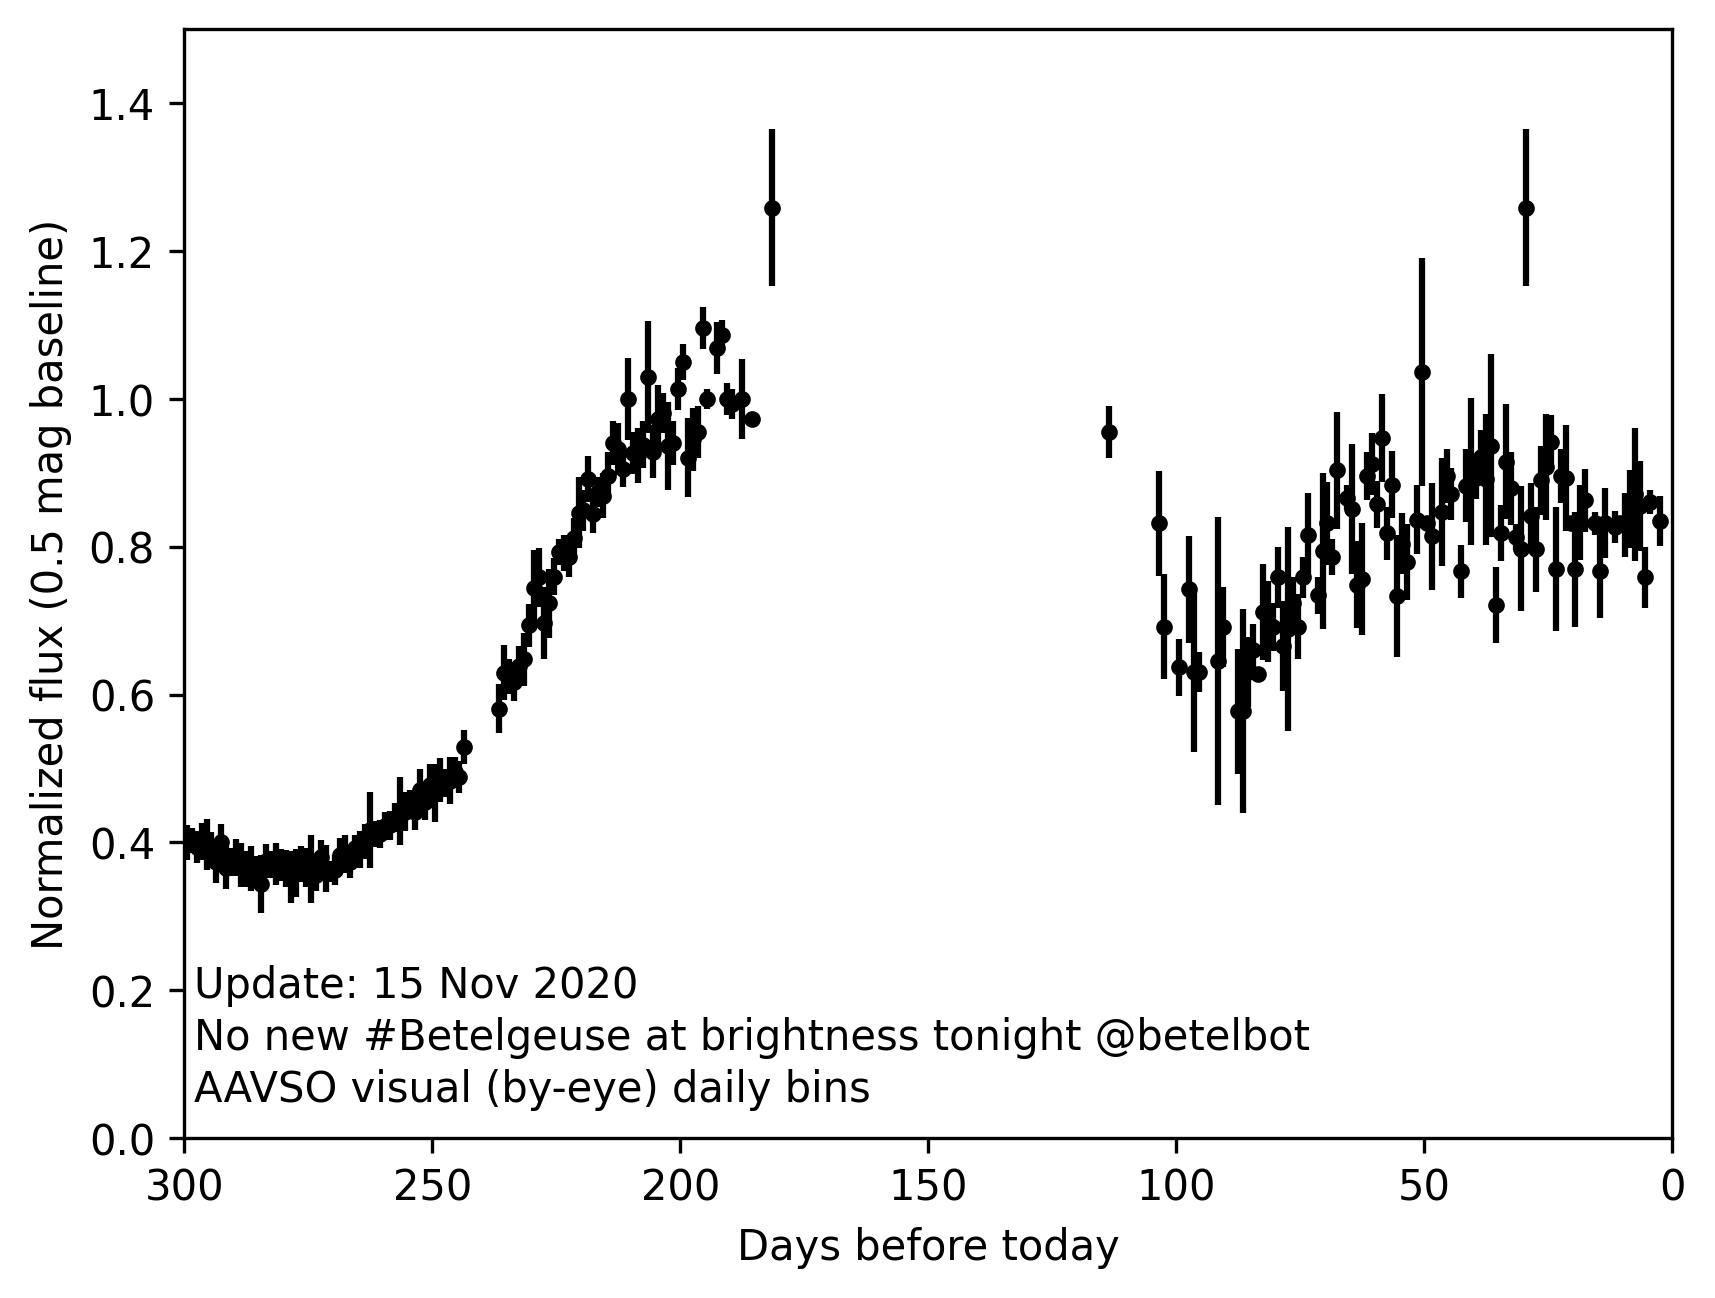 Normalized flux (0.5 mag baseline)
1.4
1.2
1.0
0.8
0.6
0.4
0.2
0.0
Update: 15 Nov 2020
No new #Betelgeuse at brightness tonight @betelbot
AAVSO visual (by-eye) daily bins
300 250 200 150 100 50 0
Days before today